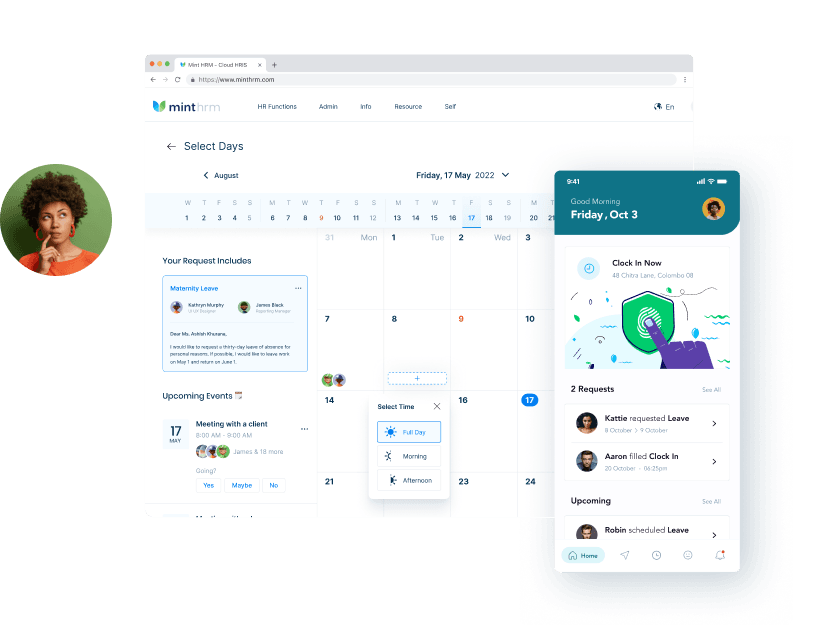 Mint HRM - Cloud HRIS
https://www.minthrm.com
minthrm
HR Functions
Admin
Info
Resource
Self
En
Select Days
August
Friday, 17 May 2022
W T F S S M T W T F S S M T W T F S S M T
1 2 3 4 5 6 7 8 9 10 11 12 13 14 15 16 17 18 19 20 21
Your Request Includes
Maternity Leave
Kathryn Murphy
UI UX Designer
James Black
Reporting Manager
Dear Ms. Ashish Khurana,
I would like to request a thirty-day leave of absence for
personal reasons. If possible, I would like to leave work
on May 1 and return on June 1.
Upcoming Events
17
MAY
Meeting with a client
8:00 AM - 9:00 AM
James & 18 more
Going?
Yes
Maybe
No
31 Mon 1 Tue 2 Wed 3
7 8 9 10
+
14 16 17
21 23 24
Select Time
Full Day
Morning
Afternoon
9:41
Good Morning
Friday, Oct 3
Clock In Now
48 Chitra Lane, Colombo 08
2 Requests
See All
Kattie requested Leave
8 October > 9 October
Aaron filled Clock In
20 October • 06:25pm
Upcoming
See All
Robin scheduled Leave
Home